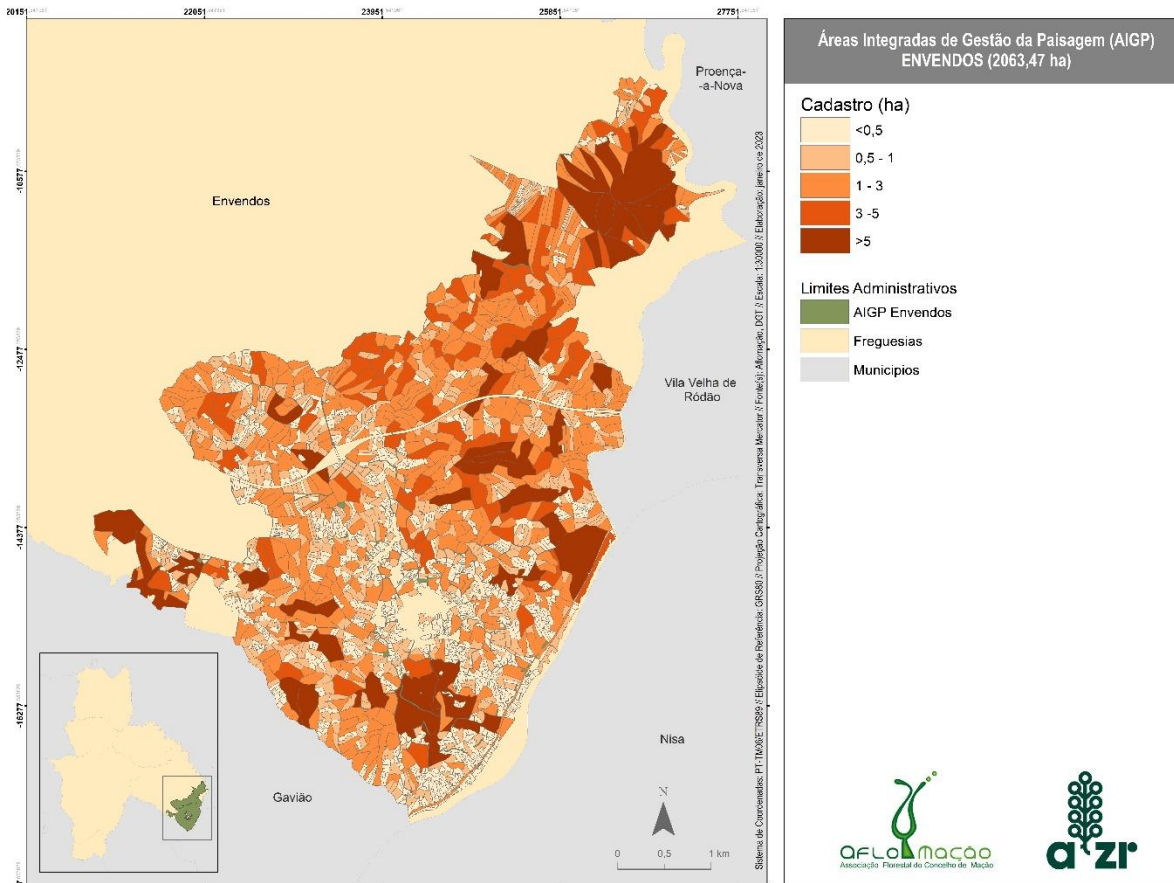 20151
22051
23951
25851
27751
Áreas Integradas de Gestão da Paisagem (AIGP)
ENVENDOS (2063,47 ha)
Cadastro (ha)
<0,5
0,5 - 1
1 - 3
3 -5
>5
Limites Administrativos
AIGP Envendos
Freguesias
Municipios
Proença-
-a-Nova
Envendos
Vila Velha de
Ródão
Nisa
Gavião
-10577
-12477
-14377
-16277
N
0 0,5 1 km
Sistema de Coordenadas: PT-TM06/ETRS89 // Elipsóide de Referência: GRS80 // Projeção Cartográfica: Transversa Mercator // Fonte(s): Aflomação, DGT // Escala: 1:30000 // Elaboração: janeiro de 2023
aflomação
Associação Florestal do Concelho de Mação
aizr